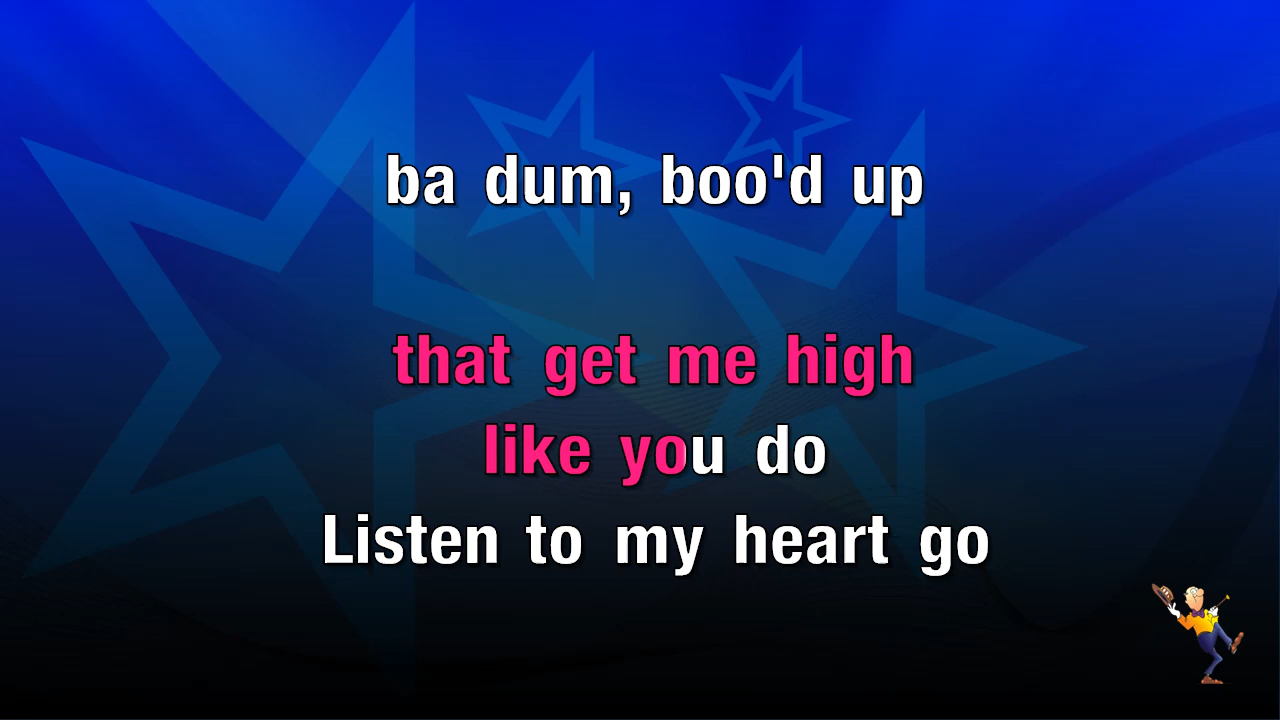 ba dum, boo'd up
that get me high
like you do
Listen to my heart go